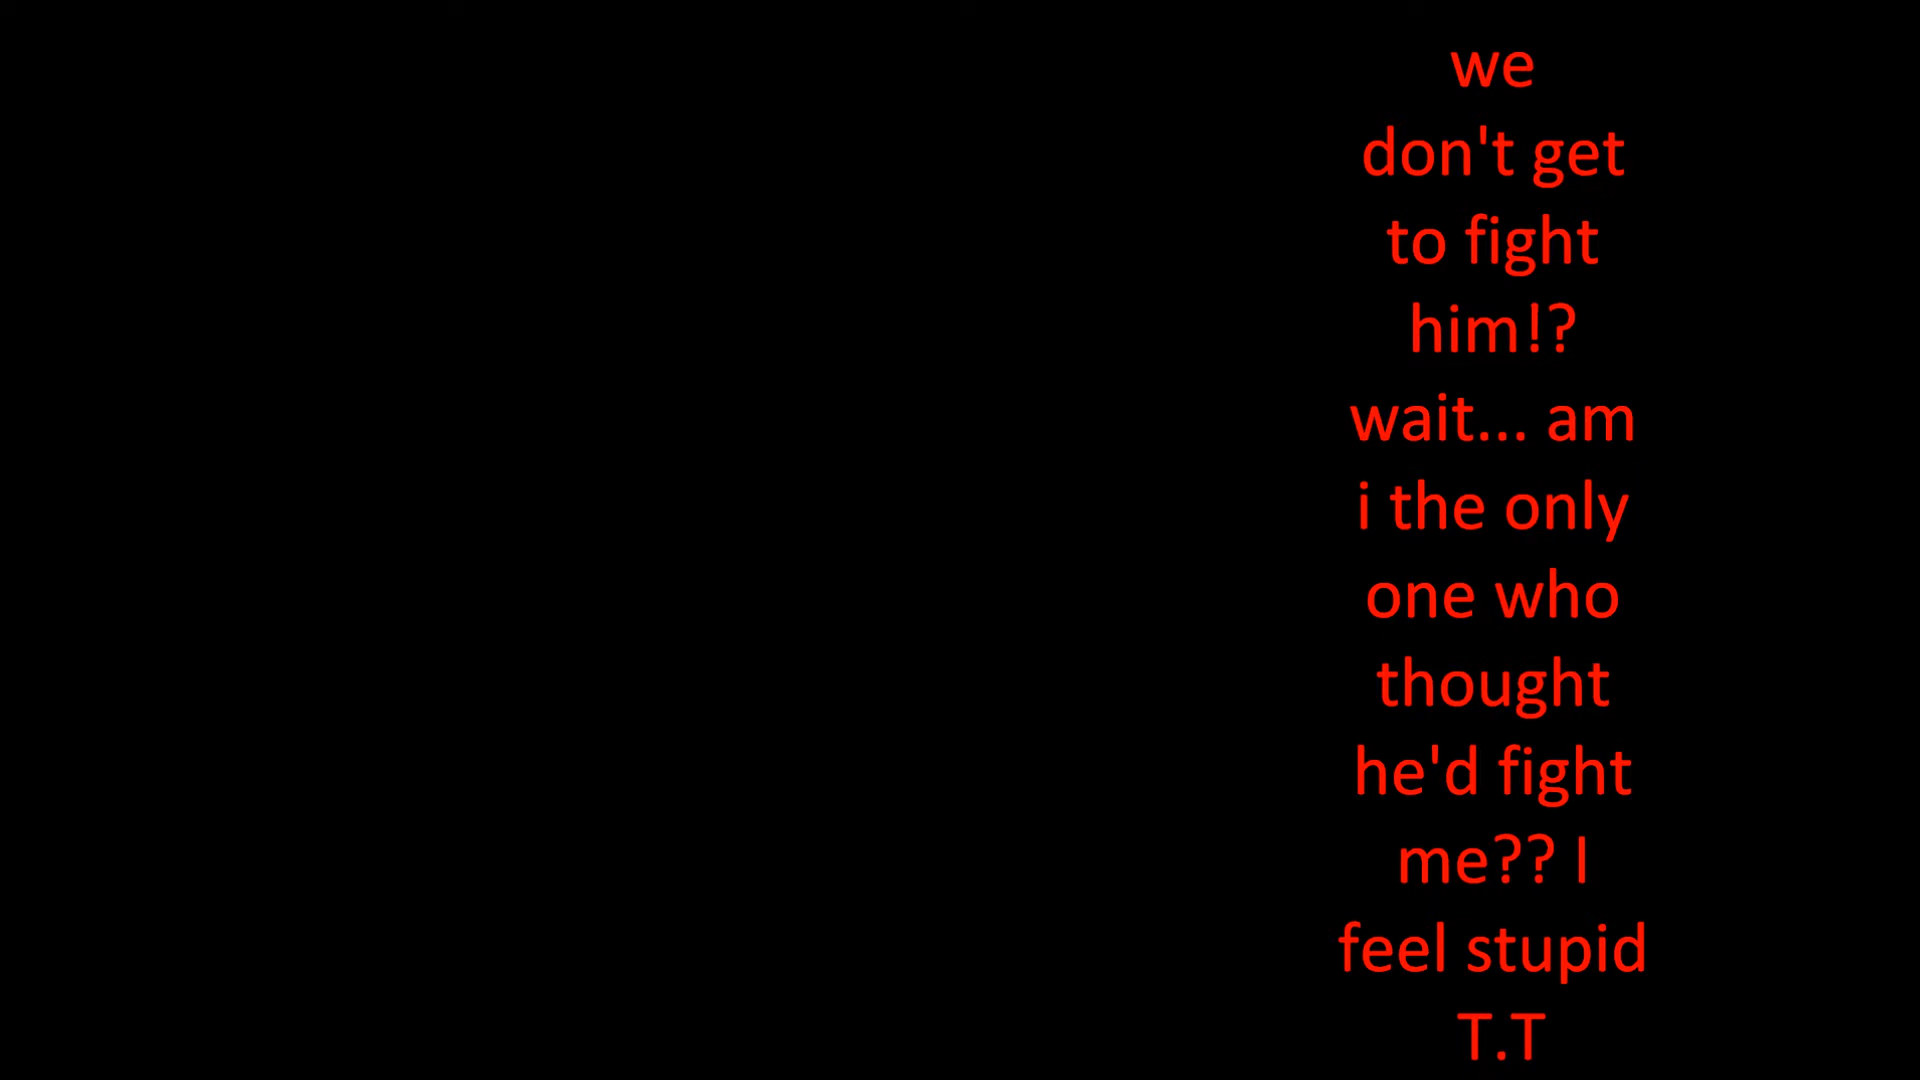 we
don't get
to fight
him!?
wait... am
i the only
one who
thought
he'd fight
me?? I
feel stupid
T.T